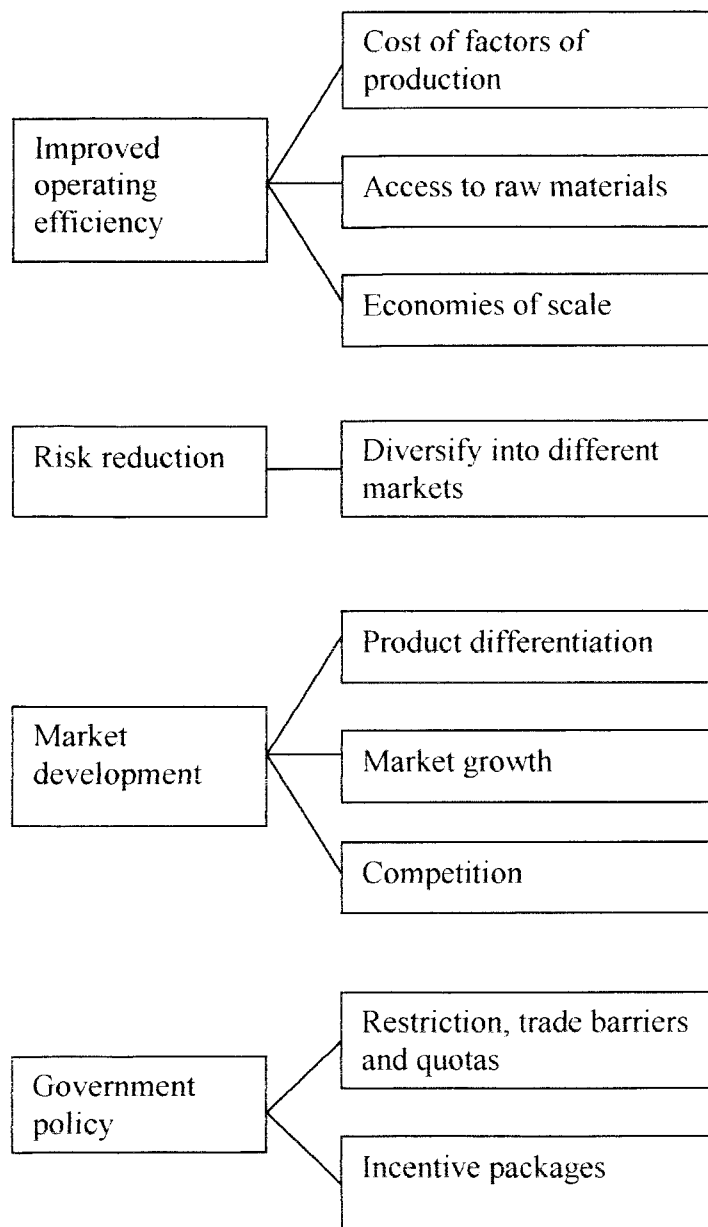 Cost of factors of
production
Improved
operating
efficiency
Access to raw materials
Economies of scale
Risk reduction
Diversify into different
markets
Product differentiation
Market
development
Market growth
Competition
Restriction, trade barriers
and quotas
Government
policy
Incentive packages